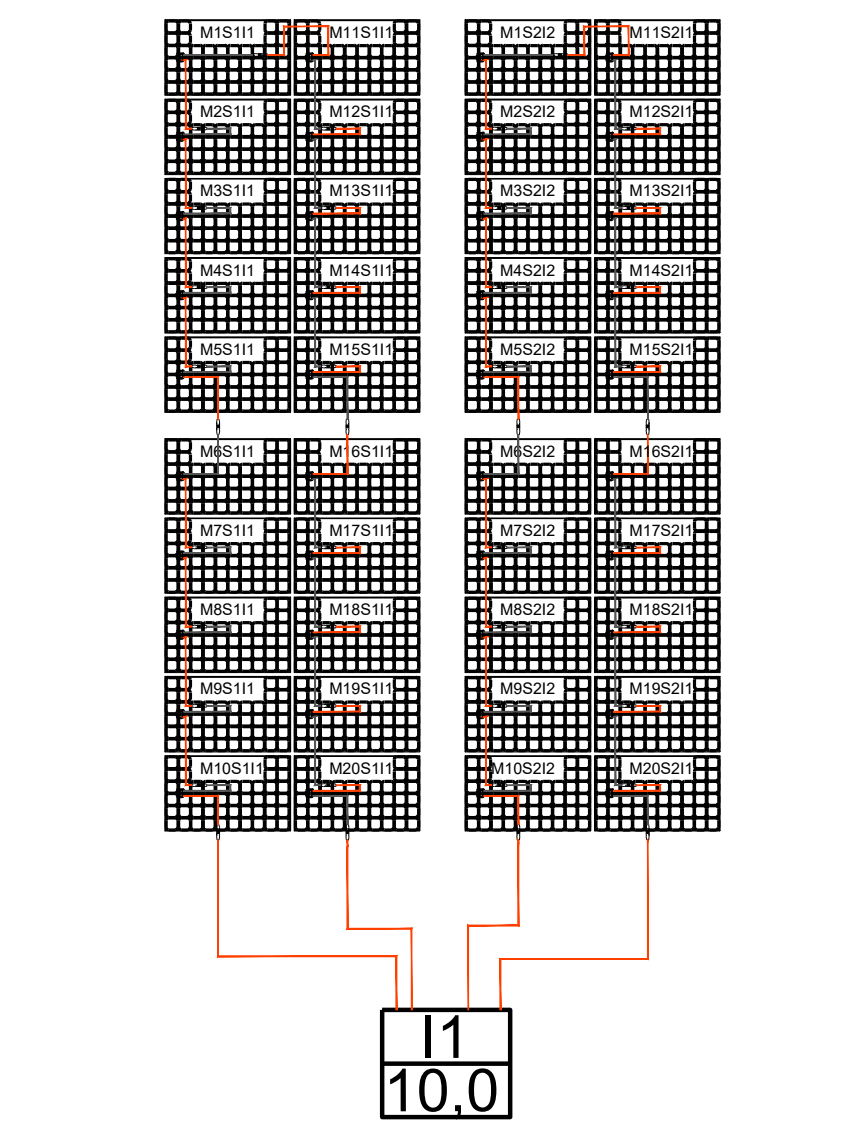 M1S1I1 M11S1I1 M1S2I2 M11S2I1
M2S1I1 M12S1I1 M2S2I2 M12S2I1
M3S1I1 M13S1I1 M3S2I2 M13S2I1
M4S1I1 M14S1I1 M4S2I2 M14S2I1
M5S1I1 M15S1I1 M5S2I2 M15S2I1
M6S1I1 M16S1I1 M6S2I2 M16S2I1
M7S1I1 M17S1I1 M7S2I2 M17S2I1
M8S1I1 M18S1I1 M8S2I2 M18S2I1
M9S1I1 M19S1I1 M9S2I2 M19S2I1
M10S1I1 M20S1I1 M10S2I2 M20S2I1
I1
10,0